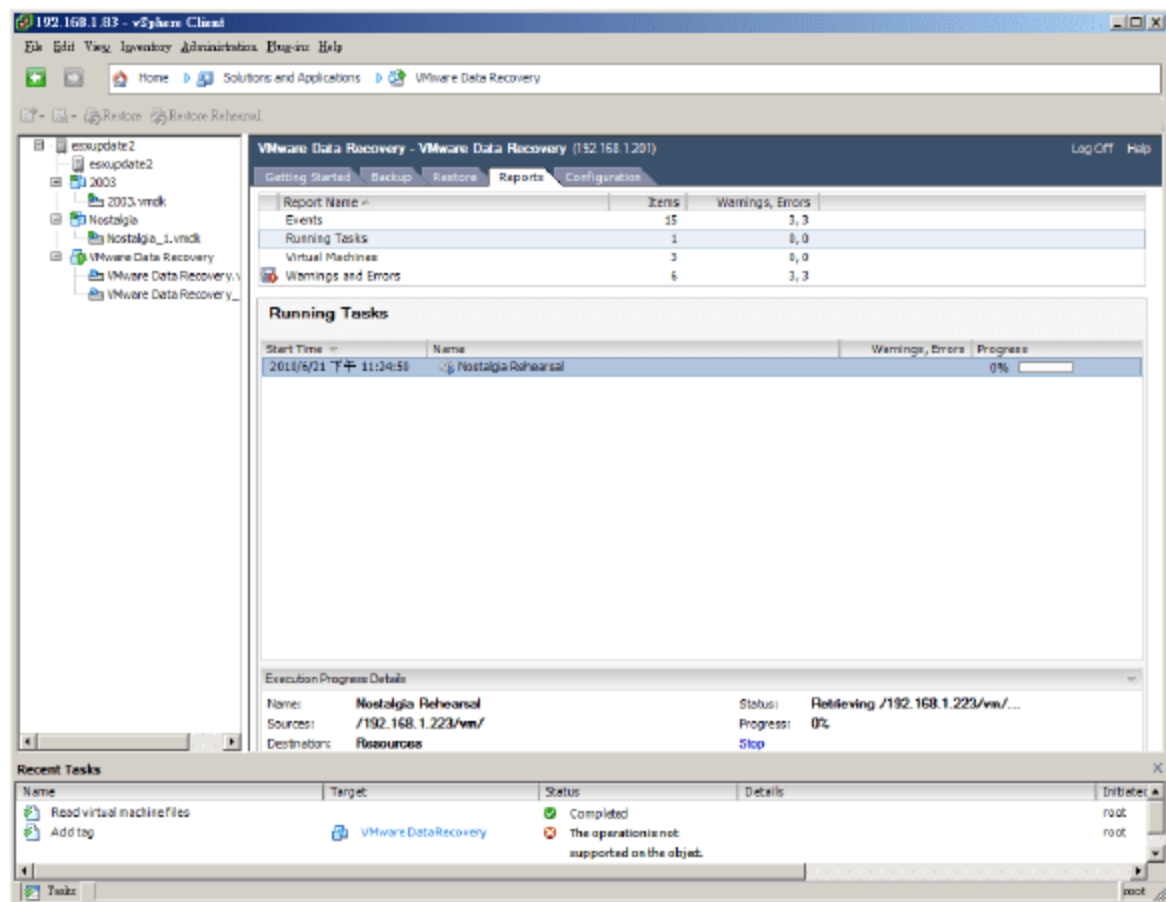 192.168.1.83 - vSphere Client
File Edit View Inventory Administration Plug-ins Help
Home Solutions and Applications VMware Data Recovery
Restore Restore Rehearsal
esxupdate2
esxupdate2
2003
2003.vmdk
Nostalgia
Nostalgia_1.vmdk
VMware Data Recovery
VMware Data Recovery.v
VMware Data Recovery_
VMware Data Recovery - VMware Data Recovery (192.168.1.201) Log Off Help
Getting Started Backup Restore Reports Configuration
Report Name Items Warnings, Errors
Events 15 3, 3
Running Tasks 1 0, 0
Virtual Machines 3 0, 0
Warnings and Errors 6 3, 3
Running Tasks
Start Time Name Warnings, Errors Progress
2010/6/21 下午 11:24:50 Nostalgia Rehearsal 0%
Execution Progress Details
Name: Nostalgia Rehearsal Status: Retrieving /192.168.1.223/vm/...
Sources: /192.168.1.223/vm/ Progress: 0%
Destination: Resources Stop
Recent Tasks
Name Target Status Details Initiated
Read virtual machine files Completed root
Add tag VMware Data Recovery The operation is not root
supported on the object.
Tasks root